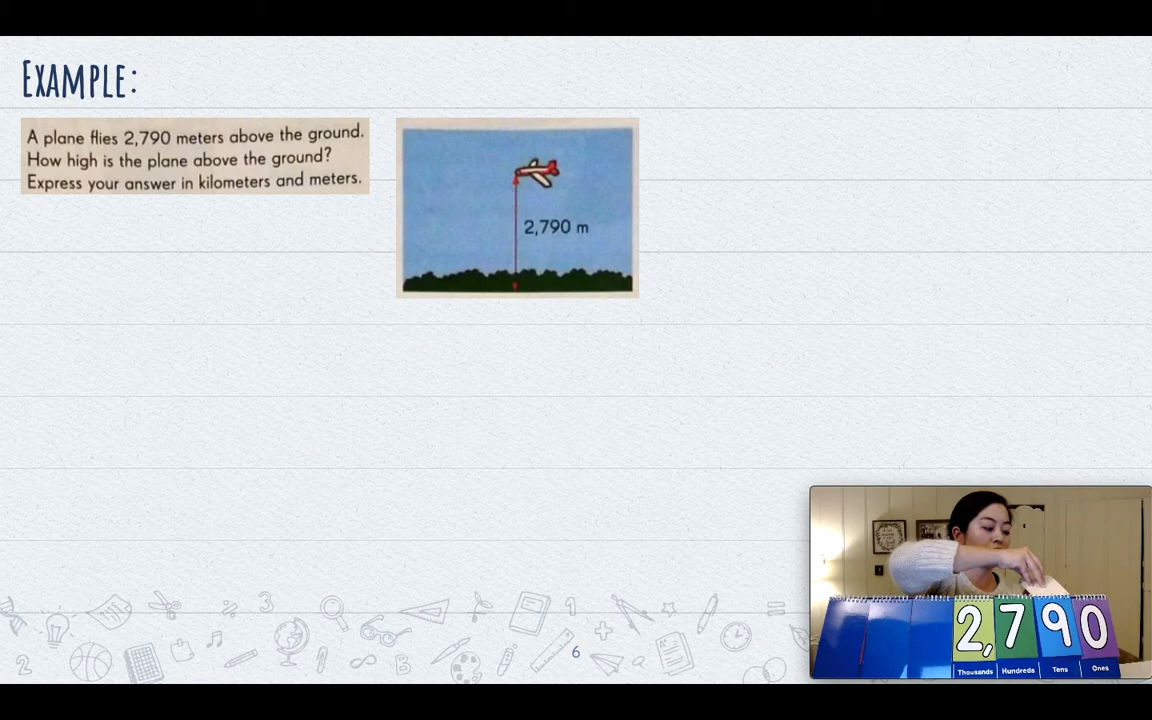 EXAMPLE:
A plane flies 2,790 meters above the ground.
How high is the plane above the ground?
Express your answer in kilometers and meters.
2,790 m
6
2,790
Thousands Hundreds Tens Ones